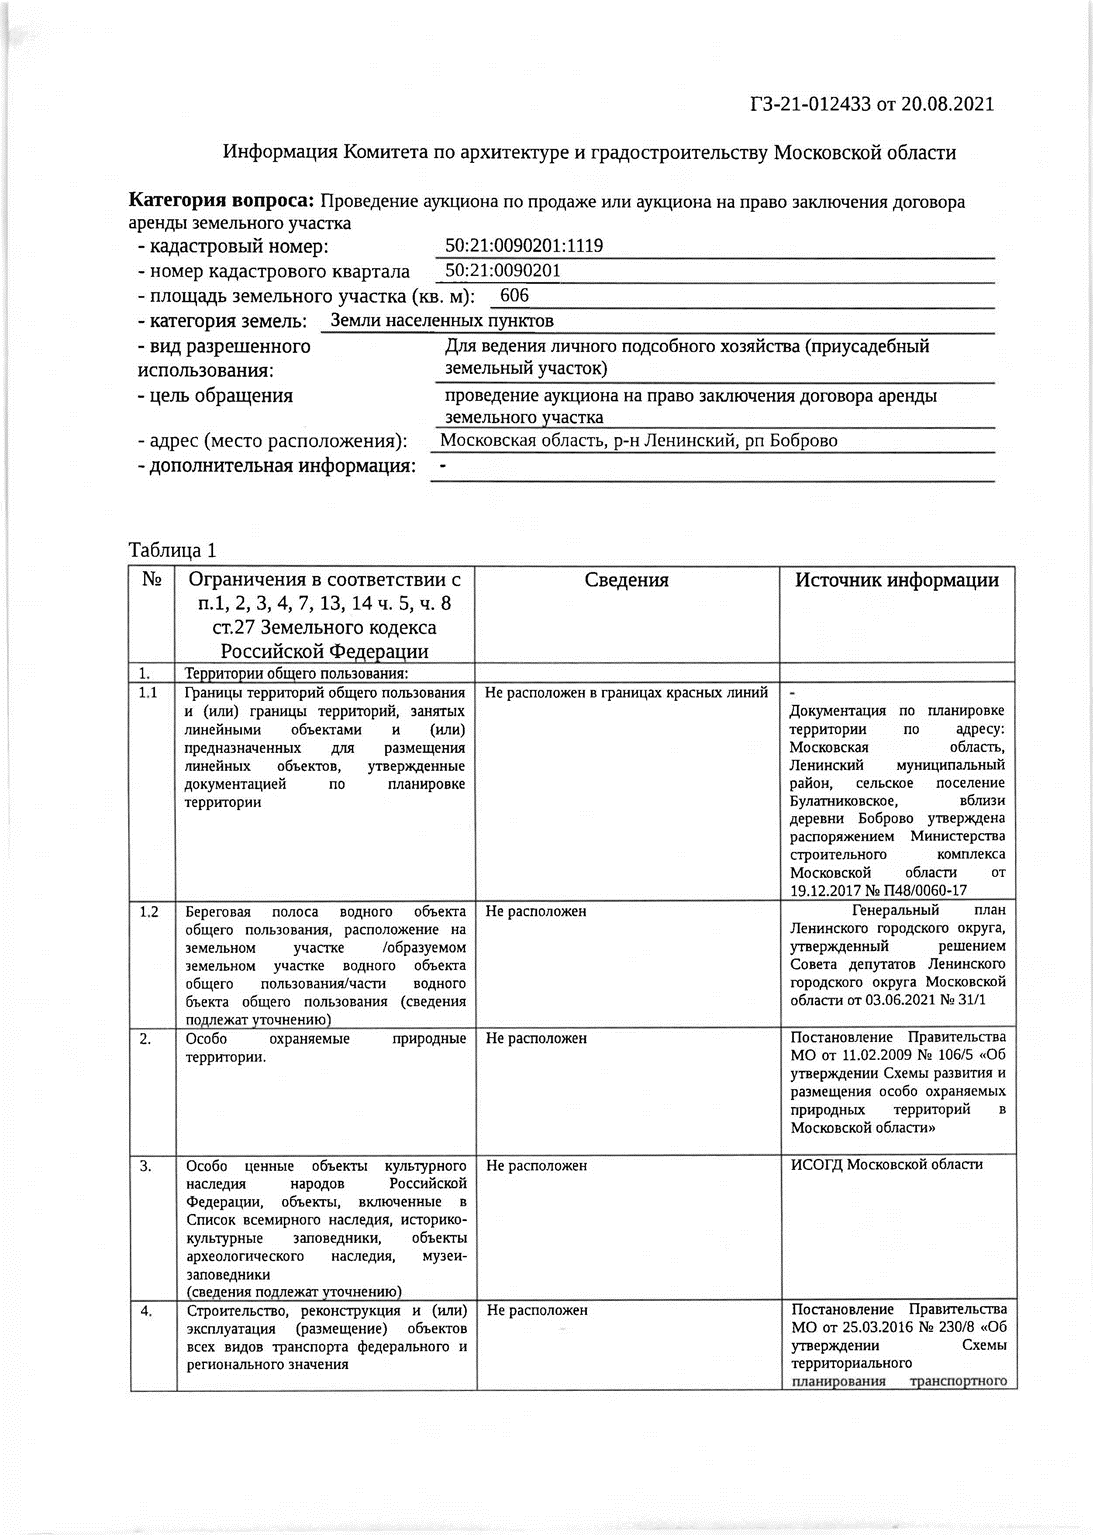 ГЗ-21-012433 от 20.08.2021
Информация Комитета по архитектуре и градостроительству Московской области
Категория вопроса: Проведение аукциона по продаже или аукциона на право заключения договора
аренды земельного участка
- кадастровый номер: 50:21:0090201:1119
- номер кадастрового квартала 50:21:0090201
- площадь земельного участка (кв. м): 606
- категория земель: Земли населенных пунктов
- вид разрешенного
использования:
Для ведения личного подсобного хозяйства (приусадебный
земельный участок)
- цель обращения
проведение аукциона на право заключения договора аренды
земельного участка
- адрес (место расположения): Московская область, р-н Ленинский, рп Боброво
- дополнительная информация: -
Таблица 1
№
Ограничения в соответствии с
п.1, 2, 3, 4, 7, 13, 14 ч. 5, ч. 8
ст.27 Земельного кодекса
Российской Федерации
Сведения
Источник информации
1.
Территории общего пользования:
1.1
Границы территорий общего пользования
и (или) границы территорий, занятых
линейными объектами и (или)
предназначенных для размещения
линейных объектов, утвержденные
документацией по планировке
территории
Не расположен в границах красных линий
-
Документация по планировке
территории по адресу:
Московская область,
Ленинский муниципальный
район, сельское поселение
Булатниковское, вблизи
деревни Боброво утверждена
распоряжением Министерства
строительного комплекса
Московской области от
19.12.2017 № П48/0060-17
1.2
Береговая полоса водного объекта
общего пользования, расположение на
земельном участке /образуемом
земельном участке водного объекта
общего пользования/части водного
бъекта общего пользования (сведения
подлежат уточнению)
Не расположен
Генеральный план
Ленинского городского округа,
утвержденный решением
Совета депутатов Ленинского
городского округа Московской
области от 03.06.2021 № 31/1
2.
Особо охраняемые природные
территории.
Не расположен
Постановление Правительства
МО от 11.02.2009 № 106/5 «Об
утверждении Схемы развития и
размещения особо охраняемых
природных территорий в
Московской области»
3.
Особо ценные объекты культурного
наследия народов Российской
Федерации, объекты, включенные в
Список всемирного наследия, историко-
культурные заповедники, объекты
археологического наследия, музеи-
заповедники
(сведения подлежат уточнению)
Не расположен
ИСОГД Московской области
4.
Строительство, реконструкция и (или)
эксплуатация (размещение) объектов
всех видов транспорта федерального и
регионального значения
Не расположен
Постановление Правительства
МО от 25.03.2016 № 230/8 «Об
утверждении Схемы
территориального
планирования транспортного